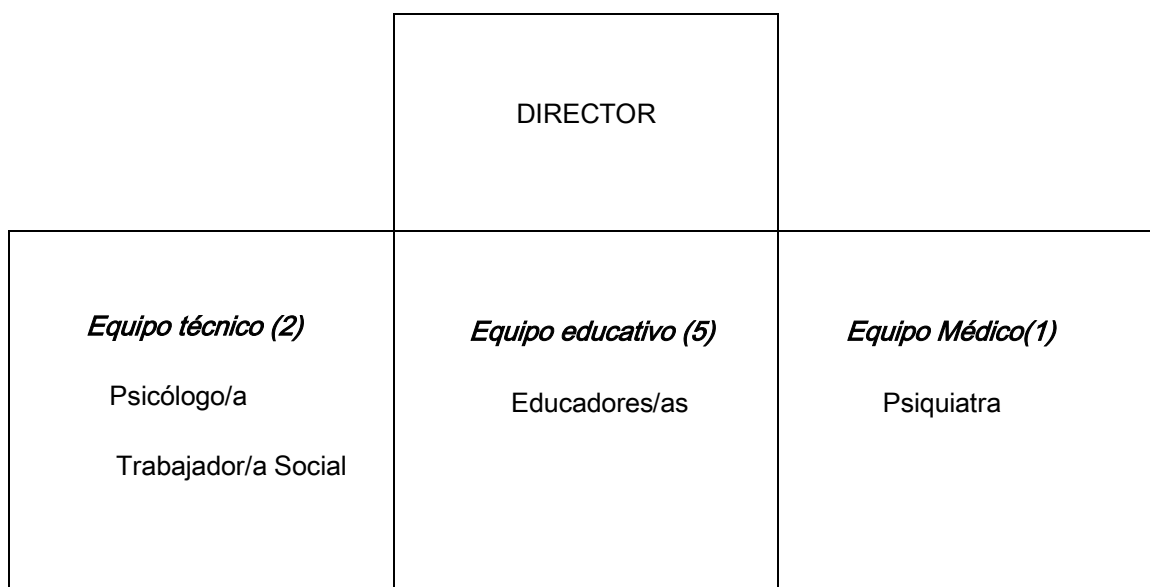 DIRECTOR
Equipo técnico (2)
Psicólogo/a
Trabajador/a Social
Equipo educativo (5)
Educadores/as
Equipo Médico(1)
Psiquiatra